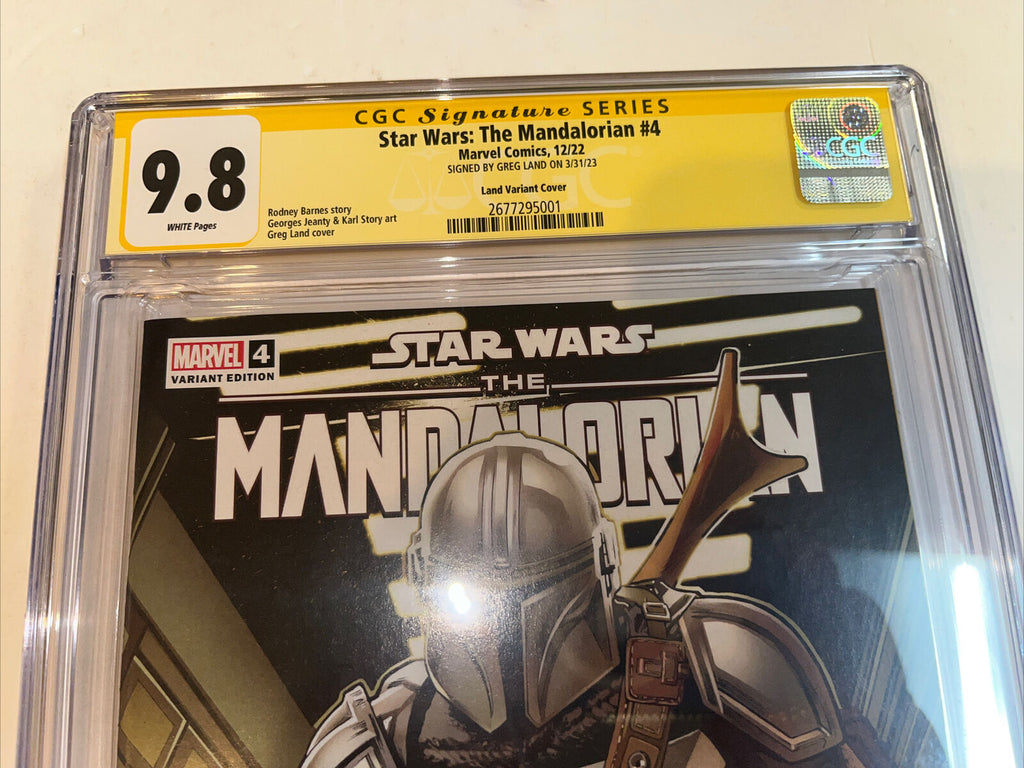 CGC Signature SERIES
Star Wars: The Mandalorian #4
Marvel Comics, 12/22
SIGNED BY GREG LAND ON 3/31/23
Land Variant Cover
9.8
WHITE Pages
Rodney Barnes story
Georges Jeanty & Karl Story art
Greg Land cover
2677295001
CGC
CGC
MARVEL 4
VARIANT EDITION
STAR WARS
THE
MANDALORIAN